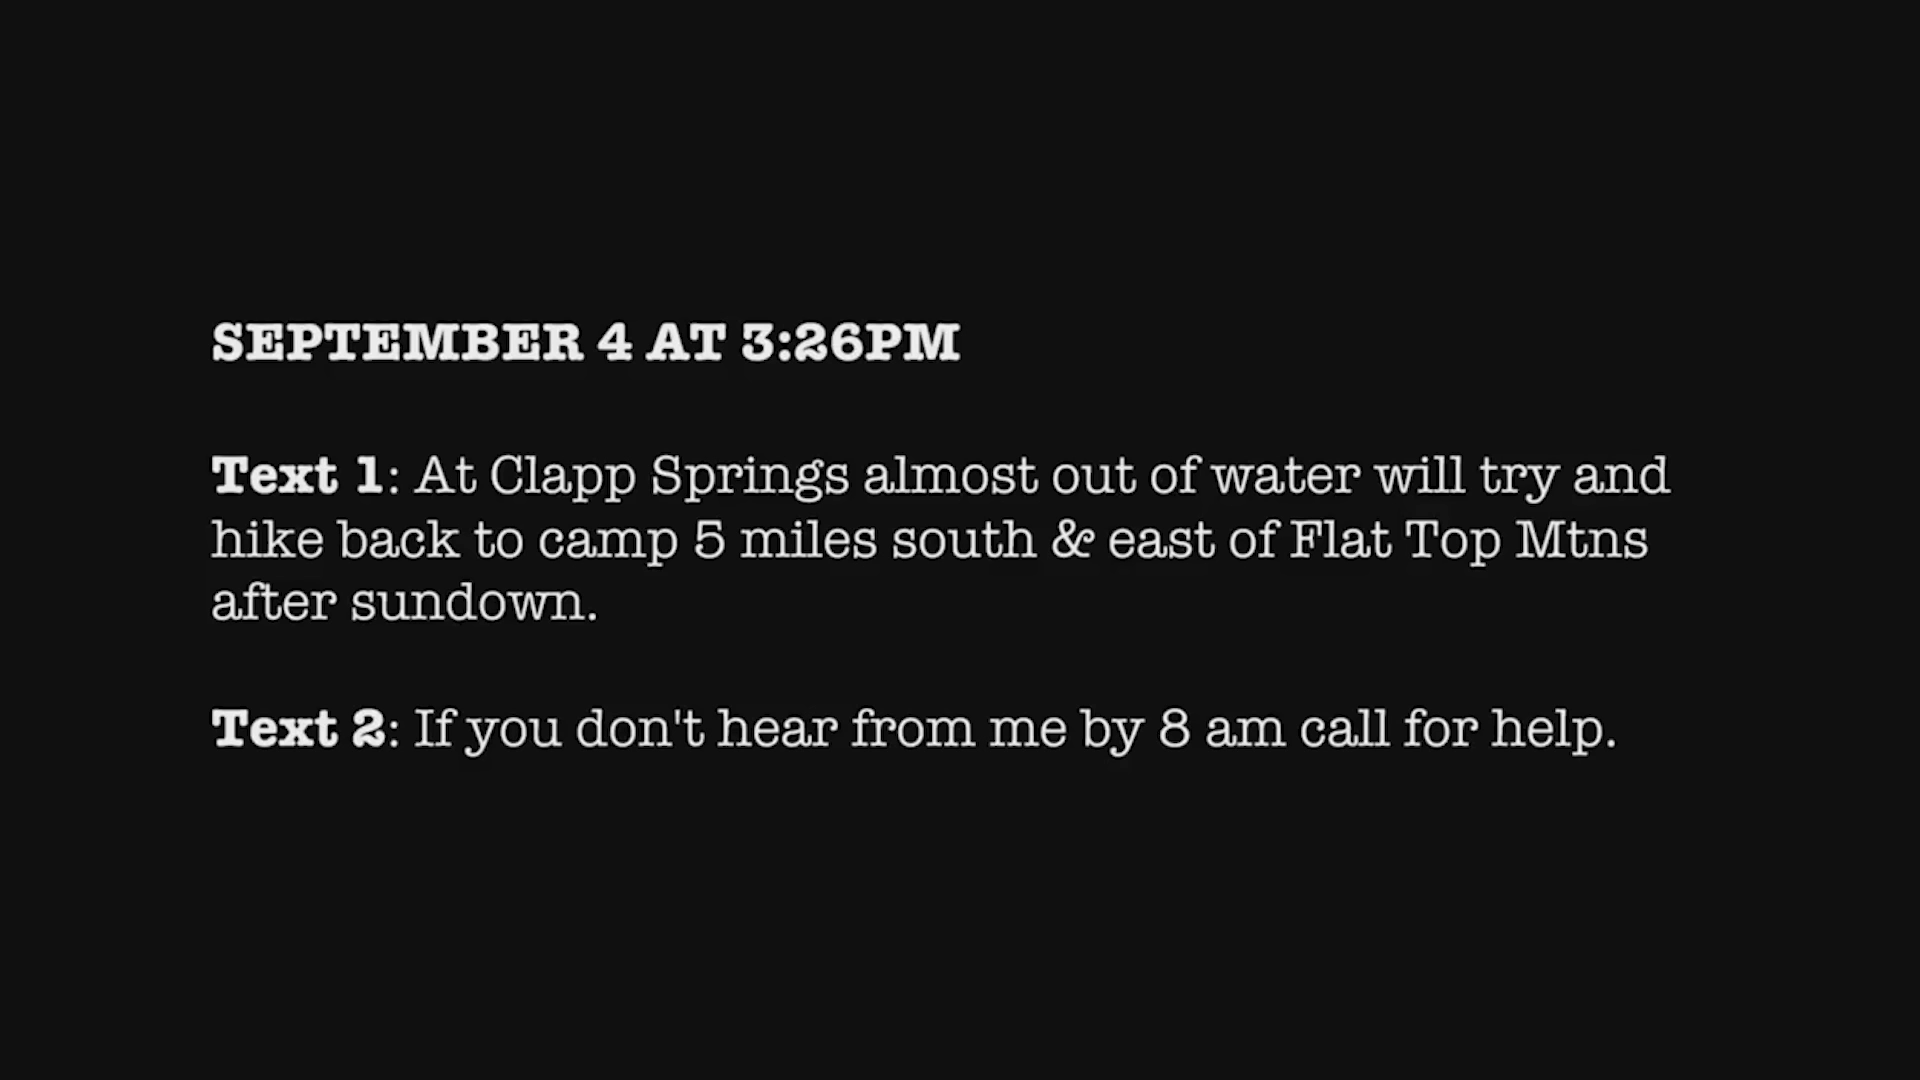 SEPTEMBER 4 AT 3:26PM
Text 1: At Clapp Springs almost out of water will try and
hike back to camp 5 miles south & east of Flat Top Mtns
after sundown.
Text 2: If you don't hear from me by 8 am call for help.